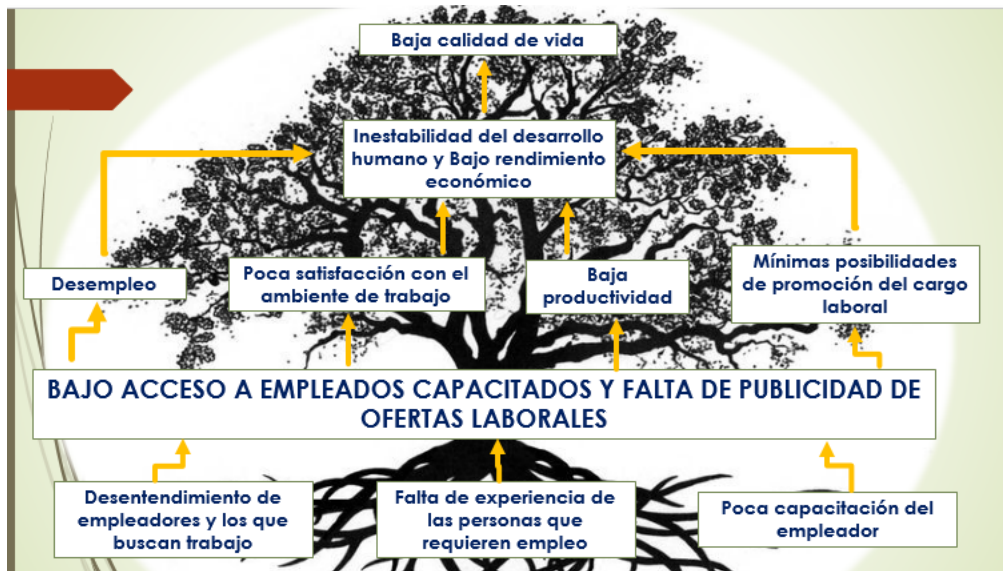 Baja calidad de vida
Inestabilidad del desarrollo
humano y Bajo rendimiento
económico
Desempleo
Poca satisfacción con el
ambiente de trabajo
Baja
productividad
Mínimas posibilidades
de promoción del cargo
laboral
BAJO ACCESO A EMPLEADOS CAPACITADOS Y FALTA DE PUBLICIDAD DE
OFERTAS LABORALES
Desentendimiento de
empleadores y los que
buscan trabajo
Falta de experiencia de
las personas que
requieren empleo
Poca capacitación del
empleador